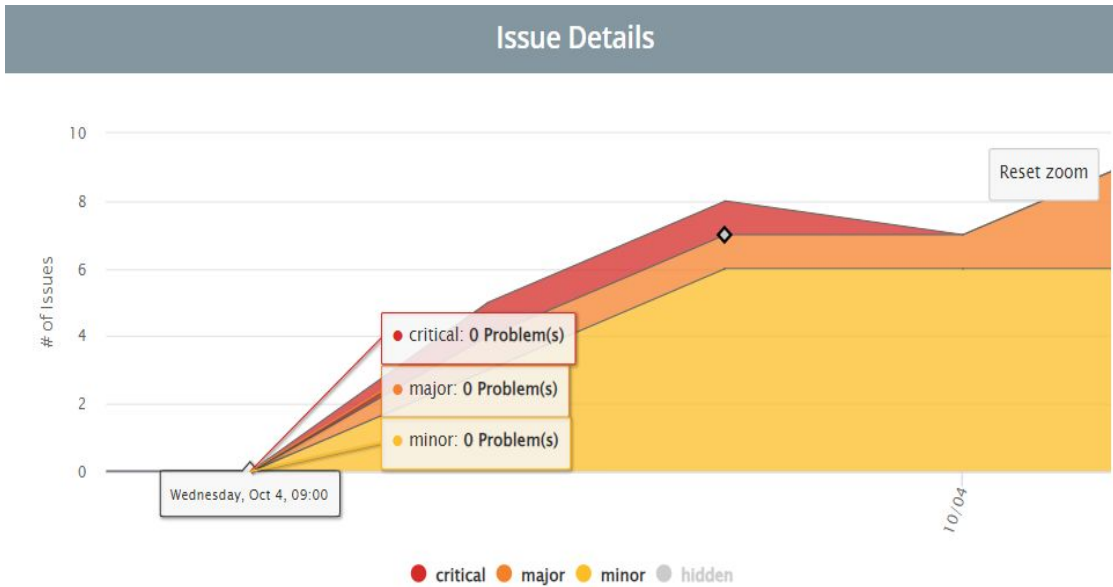 Issue Details
10
8
6
4
2
0
# of Issues
Reset zoom
critical: 0 Problem(s)
major: 0 Problem(s)
minor: 0 Problem(s)
Wednesday, Oct 4, 09:00
10/04
critical major minor hidden